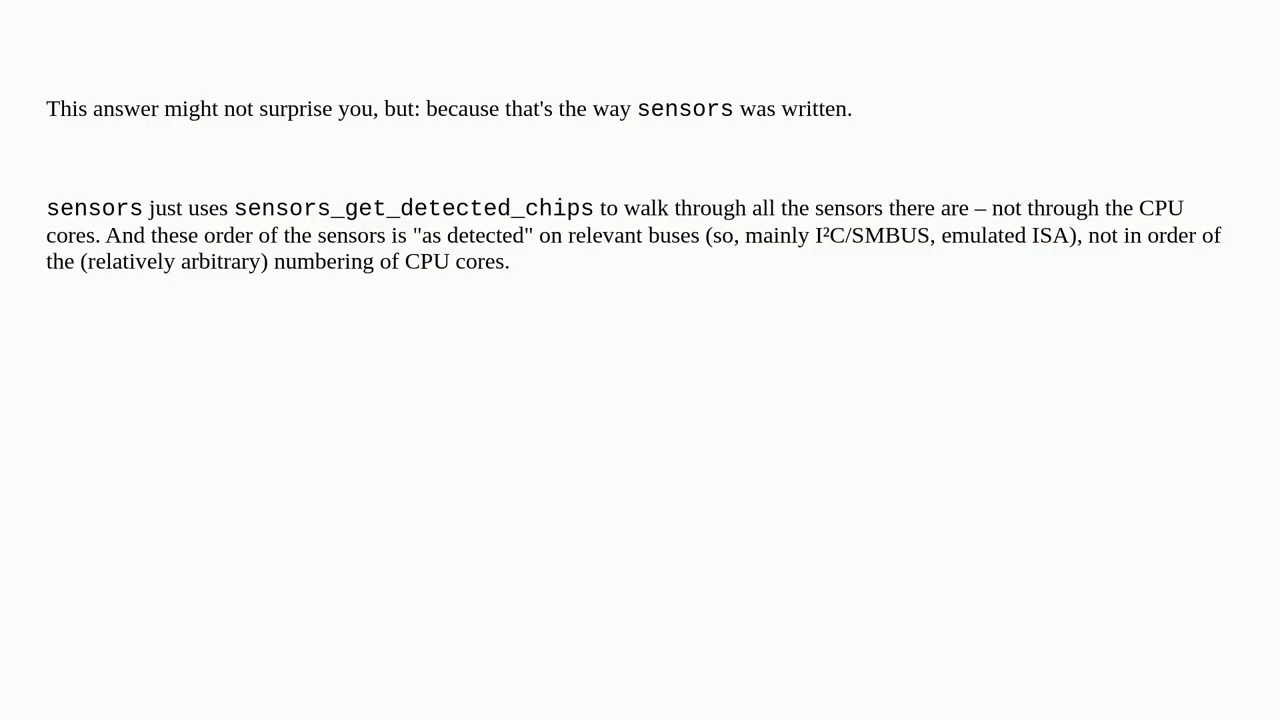 This answer might not surprise you, but: because that's the way sensors was written.
sensors just uses sensors_get_detected_chips to walk through all the sensors there are – not through the CPU
cores. And these order of the sensors is "as detected" on relevant buses (so, mainly I²C/SMBUS, emulated ISA), not in order of
the (relatively arbitrary) numbering of CPU cores.